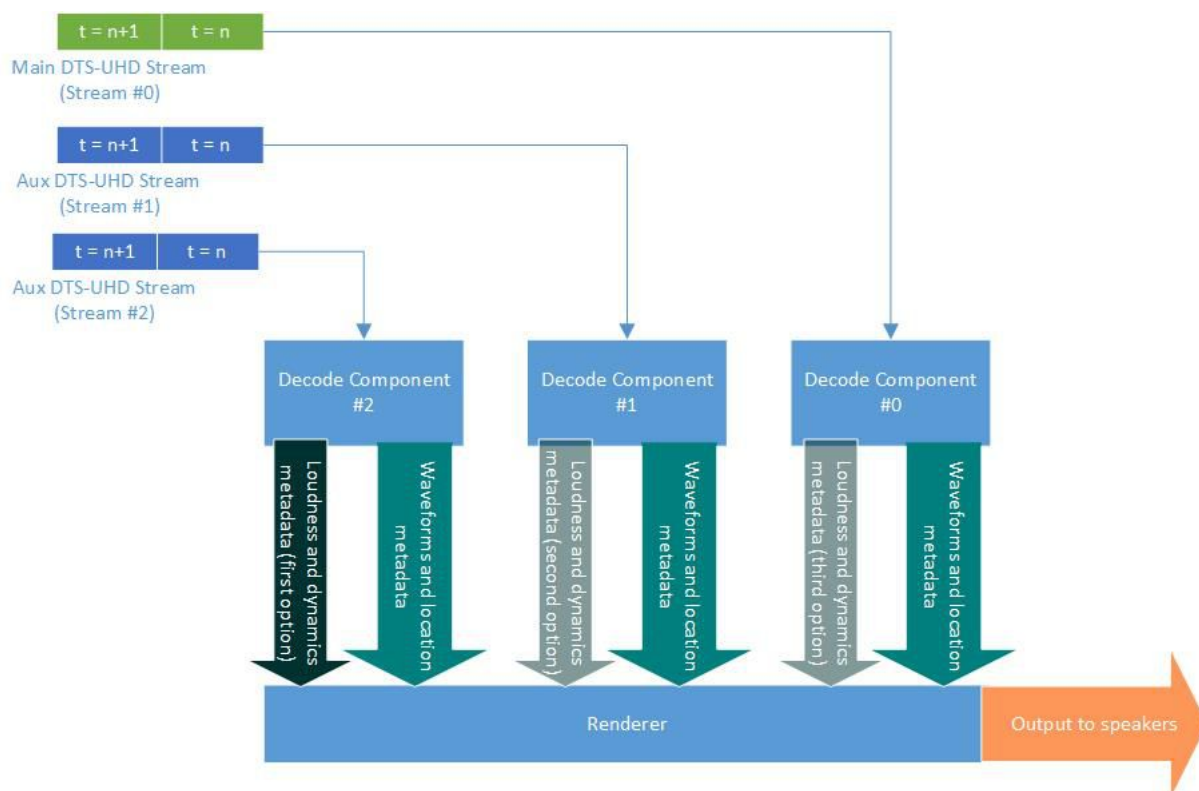 t = n+1 t = n
Main DTS-UHD Stream
(Stream #0)
t = n+1 t = n
Aux DTS-UHD Stream
(Stream #1)
t = n+1 t = n
Aux DTS-UHD Stream
(Stream #2)
Decode Component
#2
Decode Component
#1
Decode Component
#0
Loudness and dynamics
metadata (first option)
Waveforms and location
metadata
Loudness and dynamics
metadata (second option)
Waveforms and location
metadata
Loudness and dynamics
metadata (third option)
Waveforms and location
metadata
Renderer
Output to speakers